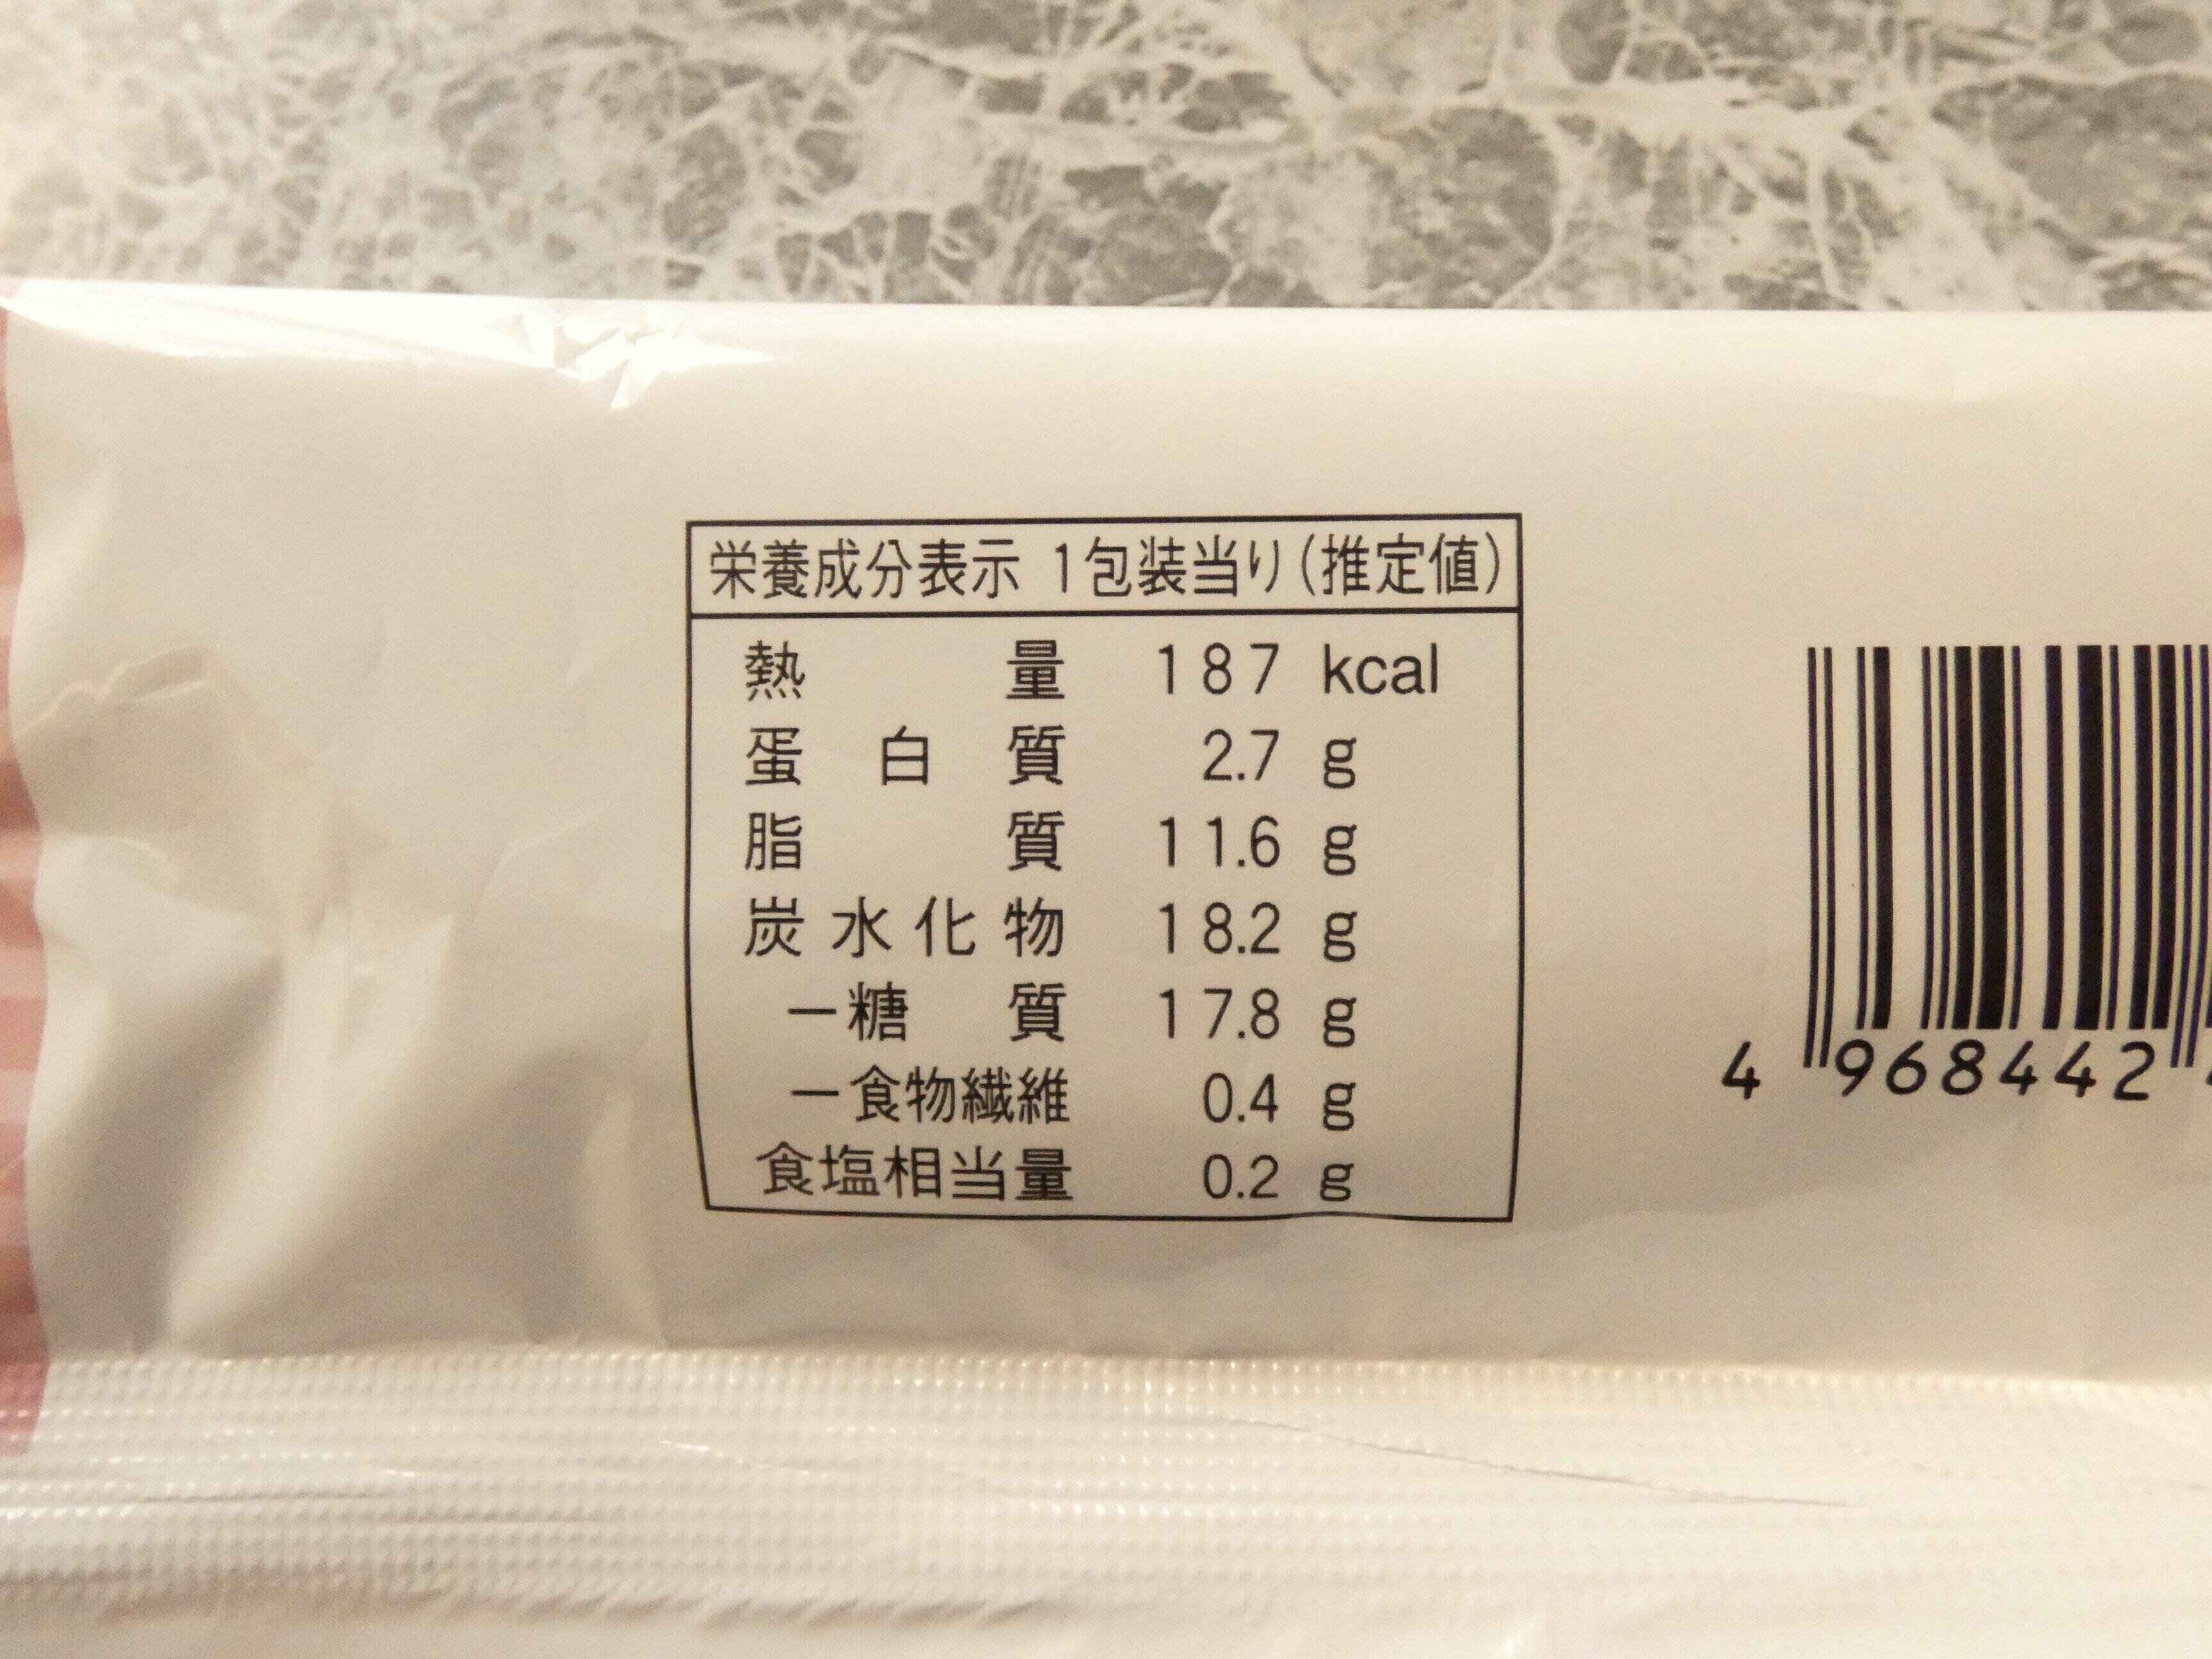 栄養成分表示 1包装当り(推定値)
熱量 187 kcal
蛋白質 2.7 g
脂質 11.6 g
炭水化物 18.2 g
ー糖質 17.8 g
ー食物繊維 0.4 g
食塩相当量 0.2 g
4 968442